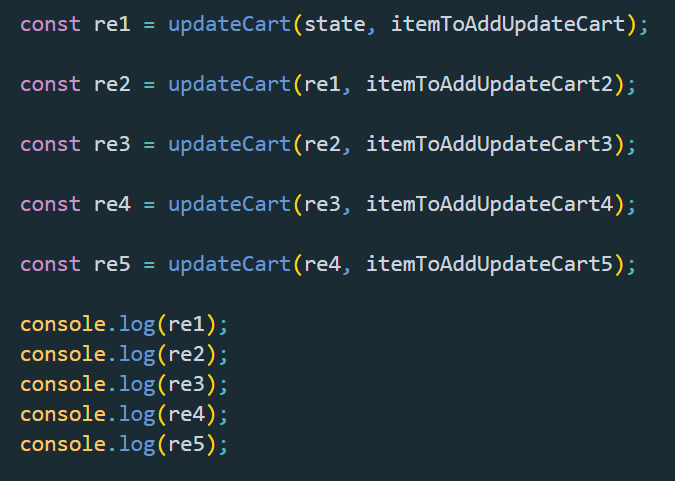 const re1 = updateCart(state, itemToAddUpdateCart);
const re2 = updateCart(re1, itemToAddUpdateCart2);
const re3 = updateCart(re2, itemToAddUpdateCart3);
const re4 = updateCart(re3, itemToAddUpdateCart4);
const re5 = updateCart(re4, itemToAddUpdateCart5);
console.log(re1);
console.log(re2);
console.log(re3);
console.log(re4);
console.log(re5);